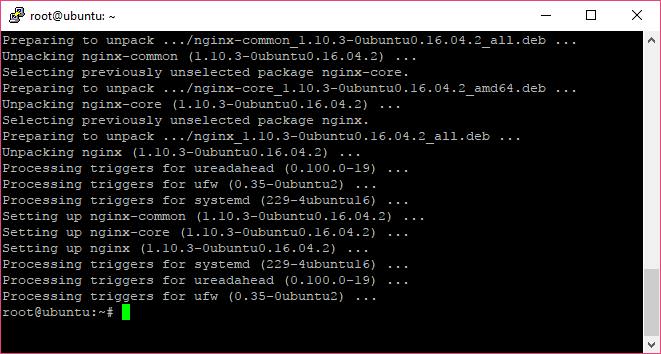 root@ubuntu: ~
Preparing to unpack .../nginx-common_1.10.3-0ubuntu0.16.04.2_all.deb ...
Unpacking nginx-common (1.10.3-0ubuntu0.16.04.2) ...
Selecting previously unselected package nginx-core.
Preparing to unpack .../nginx-core_1.10.3-0ubuntu0.16.04.2_amd64.deb ...
Unpacking nginx-core (1.10.3-0ubuntu0.16.04.2) ...
Selecting previously unselected package nginx.
Preparing to unpack .../nginx_1.10.3-0ubuntu0.16.04.2_all.deb ...
Unpacking nginx (1.10.3-0ubuntu0.16.04.2) ...
Processing triggers for ureadahead (0.100.0-19) ...
Processing triggers for ufw (0.35-0ubuntu2) ...
Processing triggers for systemd (229-4ubuntu16) ...
Setting up nginx-common (1.10.3-0ubuntu0.16.04.2) ...
Setting up nginx-core (1.10.3-0ubuntu0.16.04.2) ...
Setting up nginx (1.10.3-0ubuntu0.16.04.2) ...
Processing triggers for systemd (229-4ubuntu16) ...
Processing triggers for ureadahead (0.100.0-19) ...
Processing triggers for ufw (0.35-0ubuntu2) ...
root@ubuntu:~#